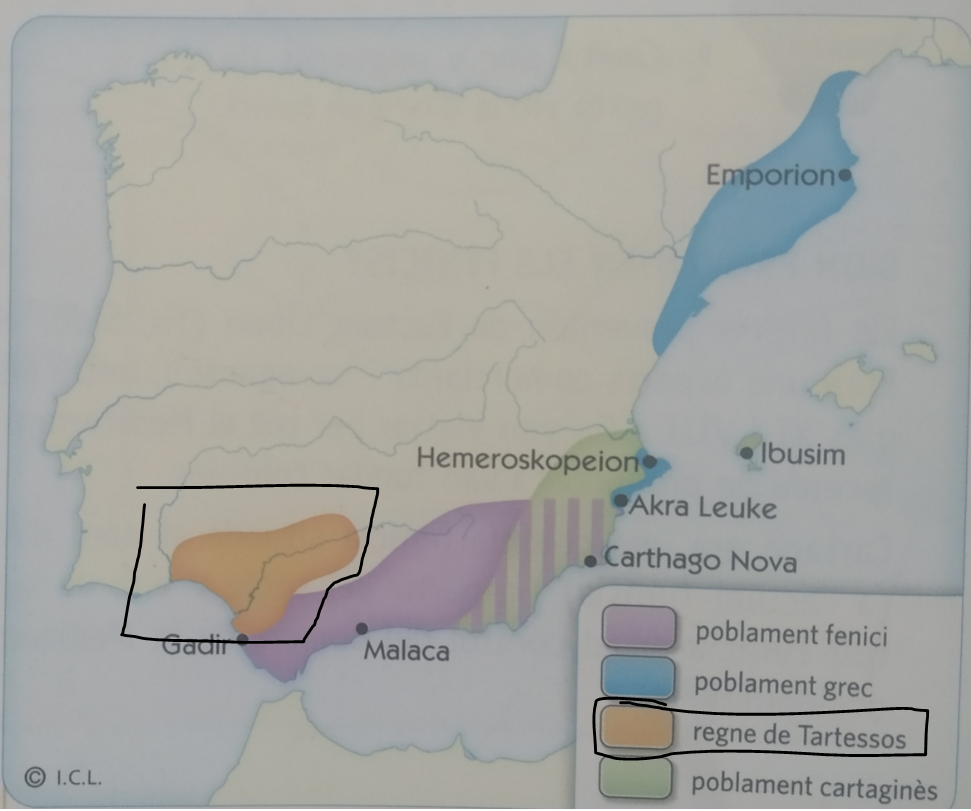 Emporion
Hemeroskopeion
Ibusim
Akra Leuke
Carthago Nova
Gadir
Malaca
poblament fenici
poblament grec
regne de Tartessos
poblament cartaginès
© I.C.L.